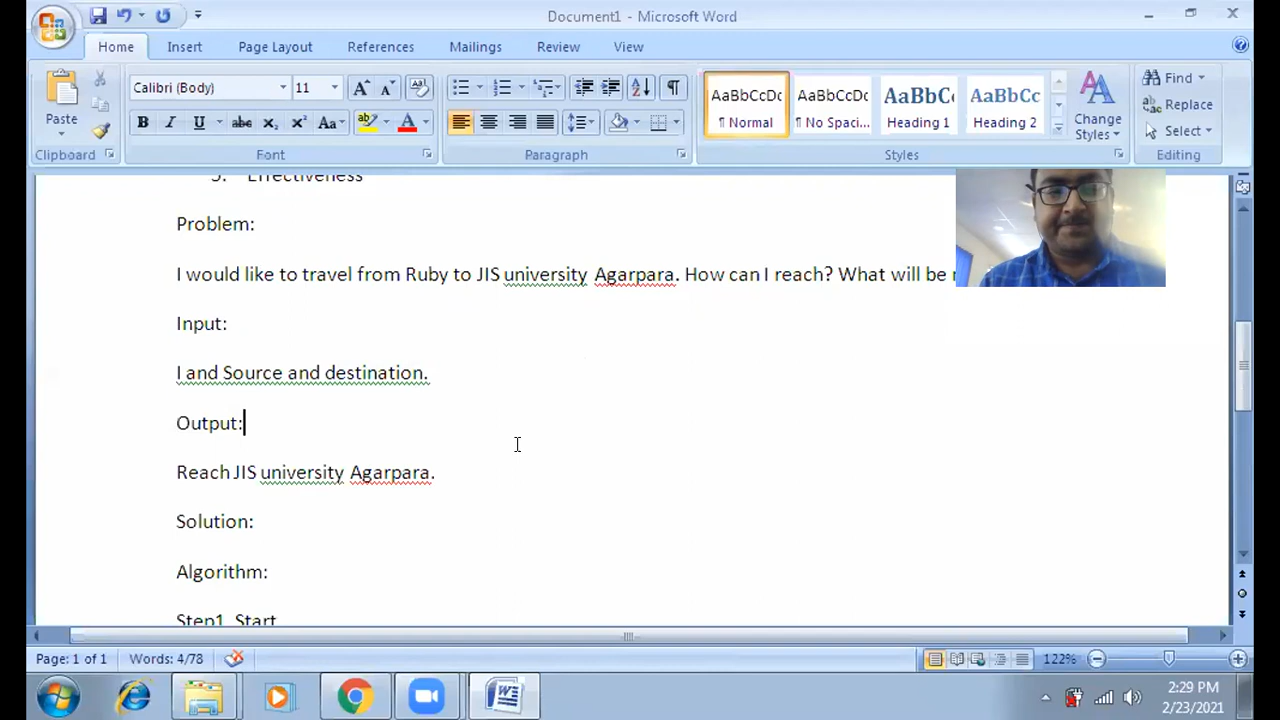 Document1 - Microsoft Word
Home Insert Page Layout References Mailings Review View
Calibri (Body) 11
AaBbCcDc AaBbCcDc AaBbC AaBbCc
¶ Normal ¶ No Spaci... Heading 1 Heading 2
Paste
Change
Styles
Find
Replace
Select
Clipboard Font Paragraph Styles Editing
Effectiveness
Problem:
I would like to travel from Ruby to JIS university Agarpara. How can I reach? What will be
Input:
I and Source and destination.
Output:
Reach JIS university Agarpara.
Solution:
Algorithm:
Step1. Start
Page: 1 of 1 Words: 4/78 122%
2:29 PM
2/23/2021